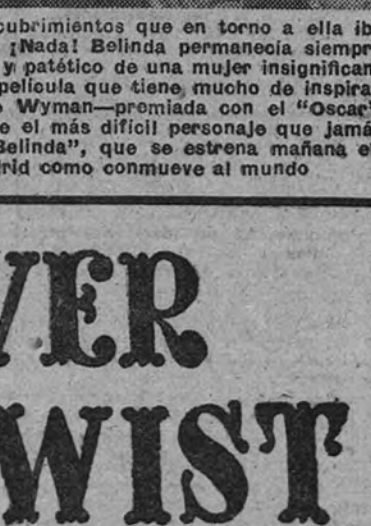 cubrimientos que en torno a ella ib
¡Nada! Belinda permanecía siempr
y patético de una mujer insignifican
película que tiene mucho de inspira
Wyman—premiada con el "Oscar"
e el más difícil personaje que jamá
Belinda", que se estrena mañana e
rid como conmueve al mundo
VER
WIST